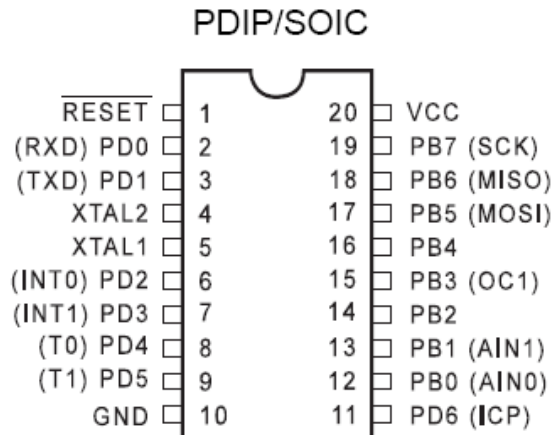 PDIP/SOIC
RESET 1 20 VCC
(RXD) PD0 2 19 PB7 (SCK)
(TXD) PD1 3 18 PB6 (MISO)
XTAL2 4 17 PB5 (MOSI)
XTAL1 5 16 PB4
(INT0) PD2 6 15 PB3 (OC1)
(INT1) PD3 7 14 PB2
(T0) PD4 8 13 PB1 (AIN1)
(T1) PD5 9 12 PB0 (AIN0)
GND 10 11 PD6 (ICP)